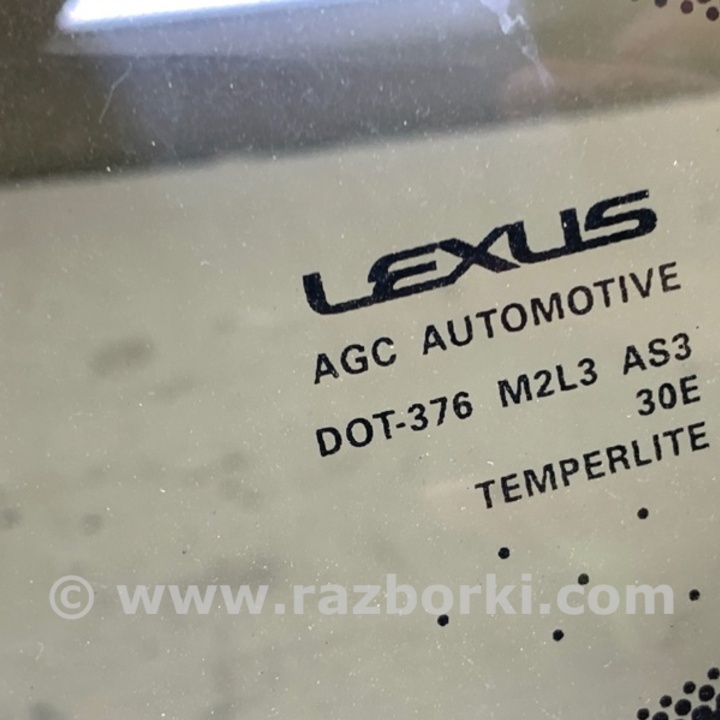 LEXUS
AGC AUTOMOTIVE
DOT-376 M2L3 AS3
30E
TEMPERLITE
© www.razborki.com